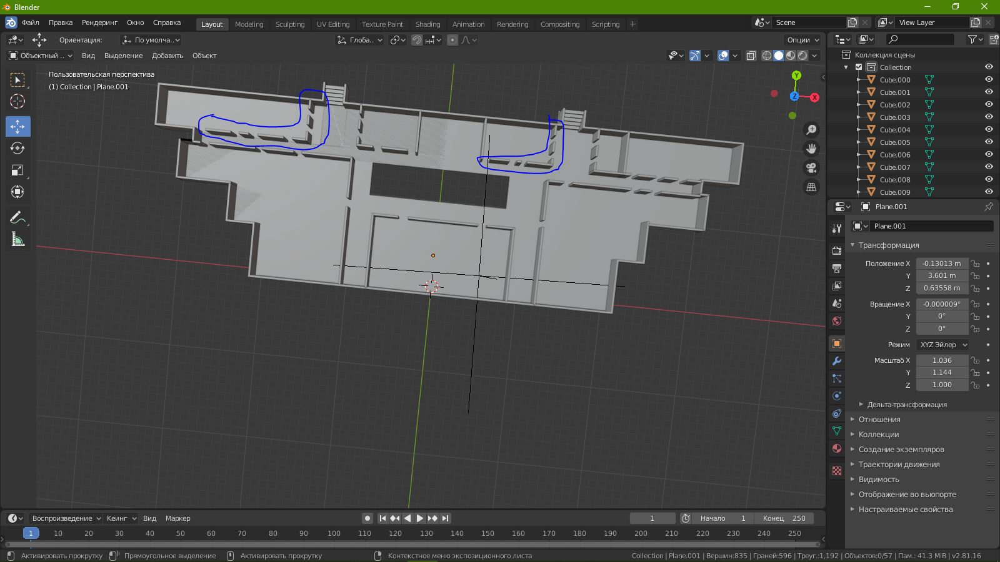 Blender
Файл Правка Рендеринг Окно Справка Layout Modeling Sculpting UV Editing Texture Paint Shading Animation Rendering Compositing Scripting + Scene View Layer
Ориентация: По умолча.. Глоба.. Опции
Объектный .. Вид Выделение Добавить Объект
Пользовательская перспектива
(1) Collection | Plane.001
Y
Z
X
Коллекция сцены
Collection
Cube.000
Cube.001
Cube.002
Cube.003
Cube.004
Cube.005
Cube.006
Cube.007
Cube.008
Cube.009
Plane.001
Plane.001
Трансформация
Положение X -0.13013 m
Y 3.601 m
Z 0.63558 m
Вращение X -0.000009°
Y 0°
Z 0°
Режим XYZ Эйлер
Масштаб X 1.036
Y 1.144
Z 1.000
Дельта-трансформация
Отношения
Коллекции
Создание экземпляров
Траектории движения
Видимость
Отображение во вьюпорте
Настраиваемые свойства
Воспроизведение Кеинг Вид Маркер 1 Начало 1 Конец 250
1 10 20 30 40 50 60 70 80 90 100 110 120 130 140 150 160 170 180 190 200 210 220 230 240 250
Активировать прокрутку Прямоугольное выделение Активировать прокрутку Контекстное меню экспозиционного листа Collection | Plane.001 | Вершин:835 | Граней:596 | Треуг.:1,192 | Объектов:0/57 | Пам.: 41.3 MiB | v2.81.16